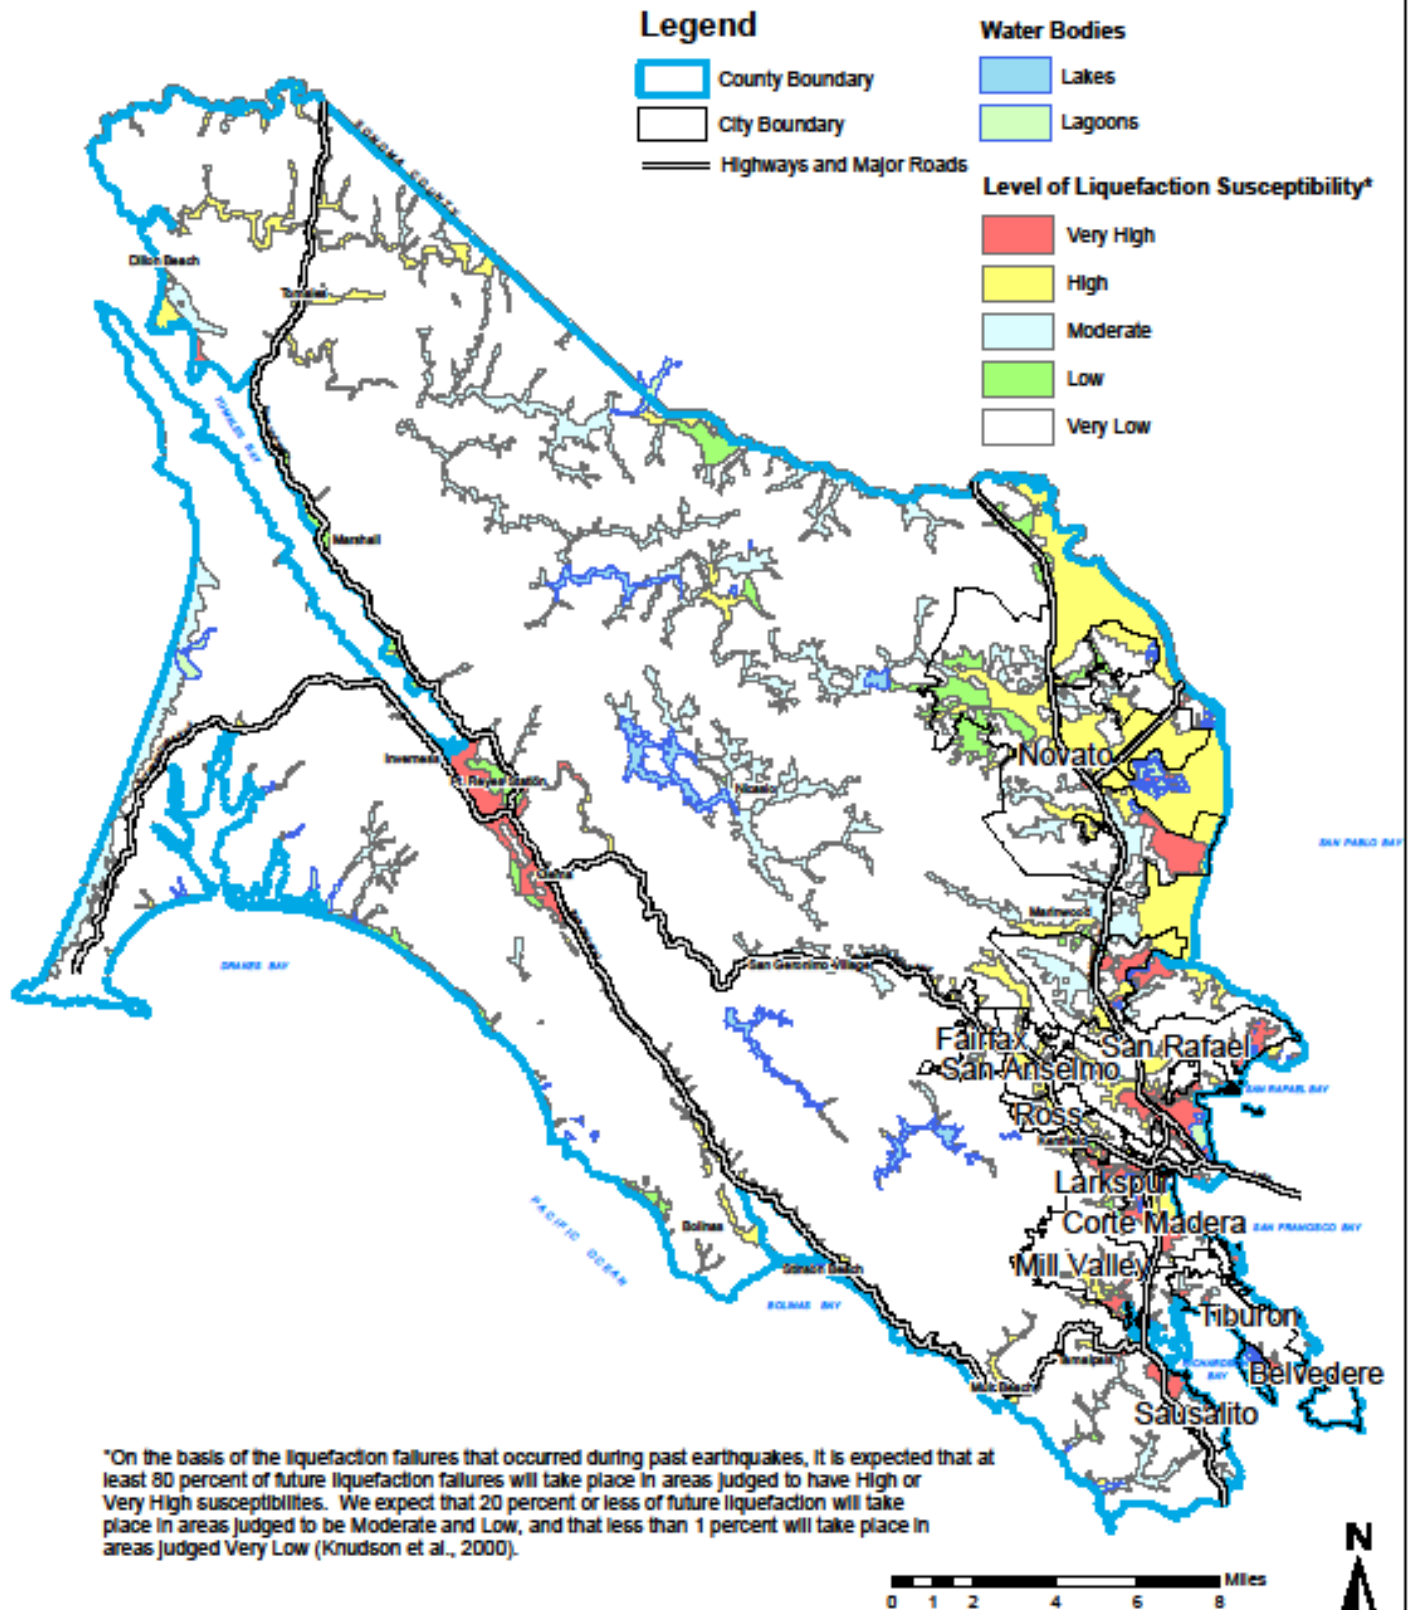 Legend
County Boundary
City Boundary
Highways and Major Roads
Water Bodies
Lakes
Lagoons
Level of Liquefaction Susceptibility*
Very High
High
Moderate
Low
Very Low
SONOMA COUNTY
Dillon Beach
Tomales
TOMALES BAY
Marshall
Inverness
Reyes Station
Nicasio
Olema
Novato
SAN PABLO BAY
Marinwood
San Geronimo Village
DRAKES BAY
Fairfax
San Rafael
San Anselmo
SAN RAFAEL BAY
Ross
Kentfield
Larkspur
Corte Madera
SAN FRANCISCO BAY
PACIFIC OCEAN
Bolinas
Stinson Beach
BOLINAS BAY
Mill Valley
Tiburon
RICHARDSON
BAY
Belvedere
Tamalpais
Muir Beach
Sausalito
*On the basis of the liquefaction failures that occurred during past earthquakes, it is expected that at
least 80 percent of future liquefaction failures will take place in areas judged to have High or
Very High susceptibilites. We expect that 20 percent or less of future liquefaction will take
place in areas judged to be Moderate and Low, and that less than 1 percent will take place in
areas judged Very Low (Knudson et al., 2000).
N
Miles
0 1 2 4 6 8